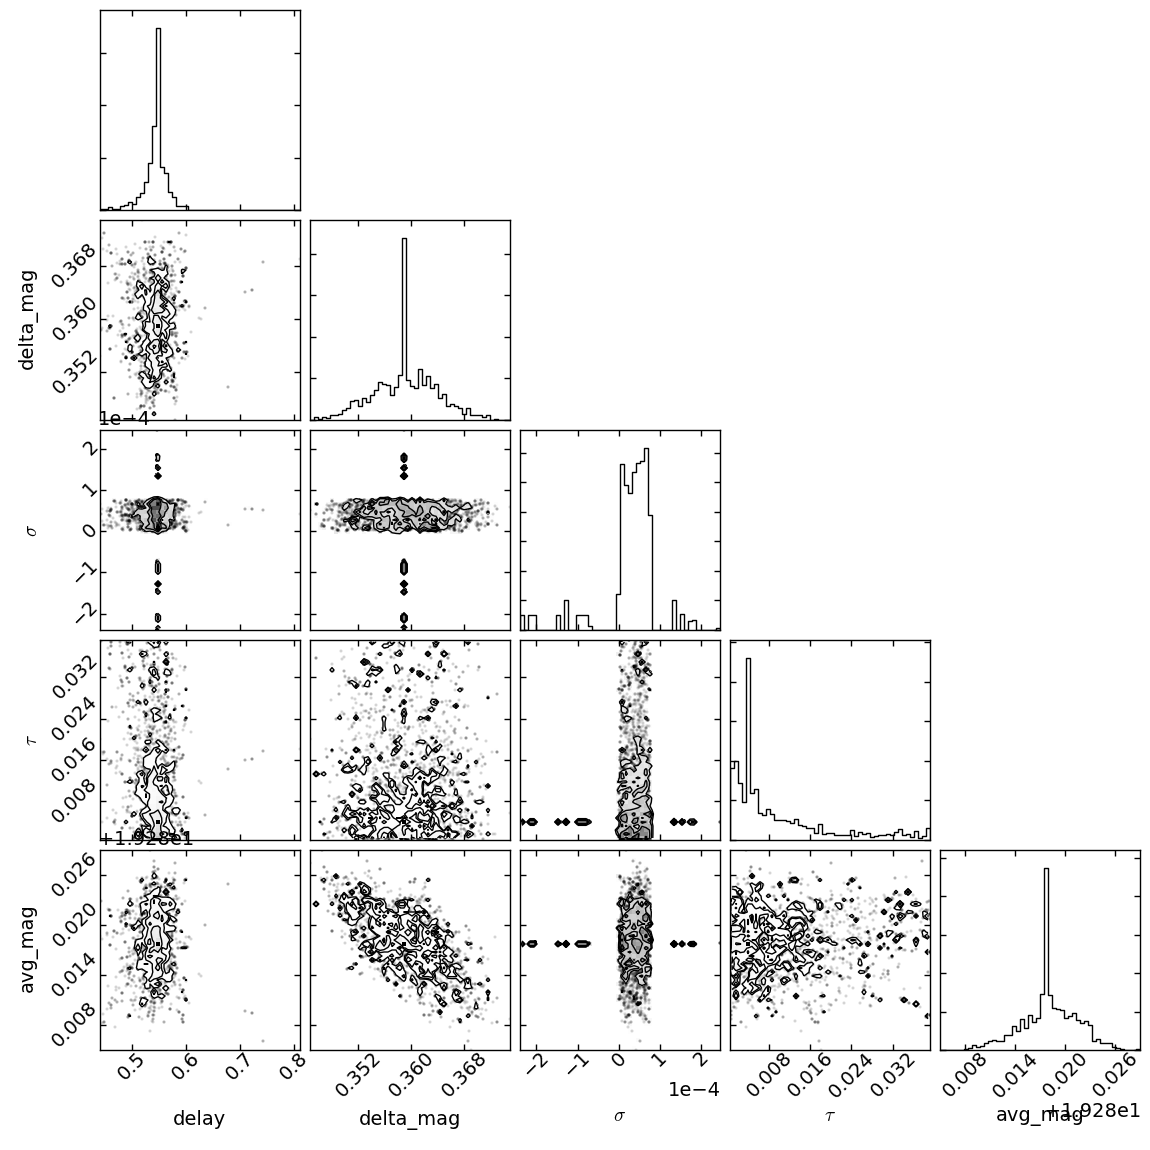 delta_mag
0.368
0.360
0.352
1e−4
σ
2
1
0
−1
−2
τ
0.032
0.024
0.016
0.008
+1.928e1
avg_mag
0.026
0.020
0.014
0.008
0.5 0.6 0.7 0.8
0.352 0.360 0.368
−2 −1 0 1 2
1e−4
0.008 0.016 0.024 0.032
0.008 0.014 0.020 0.026
+1.928e1
delay delta_mag σ τ avg_mag